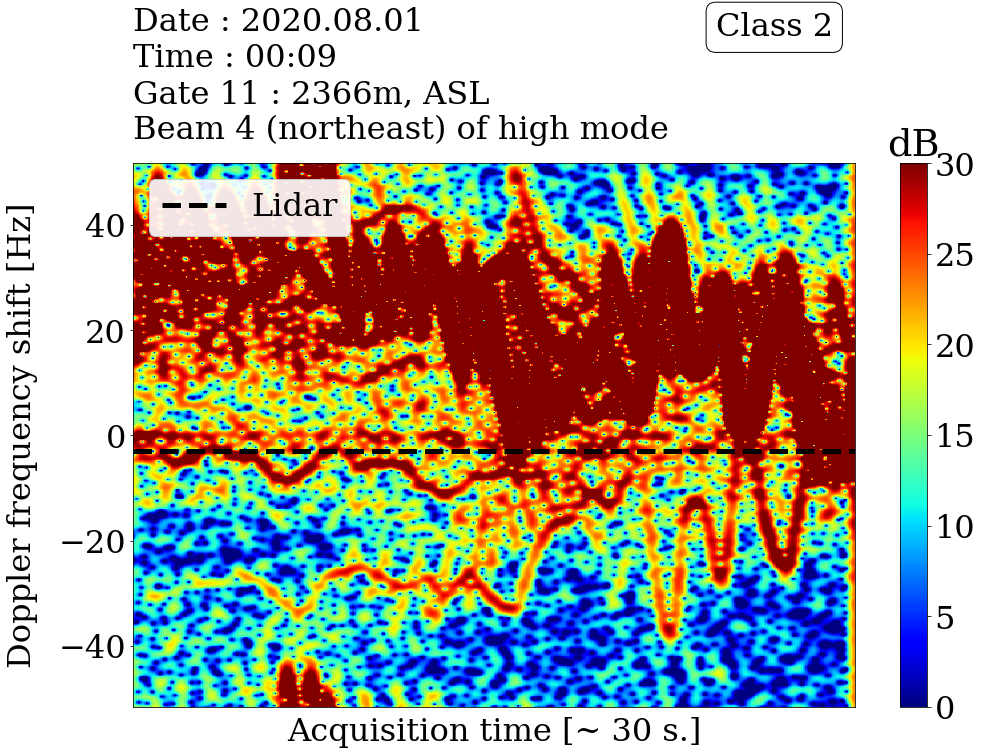 Date : 2020.08.01
Class 2
Time : 00:09
Gate 11 : 2366m, ASL
Beam 4 (northeast) of high mode
dB
Lidar
Doppler frequency shift [Hz]
40
20
0
−20
−40
30
25
20
15
10
5
0
Acquisition time [~ 30 s.]